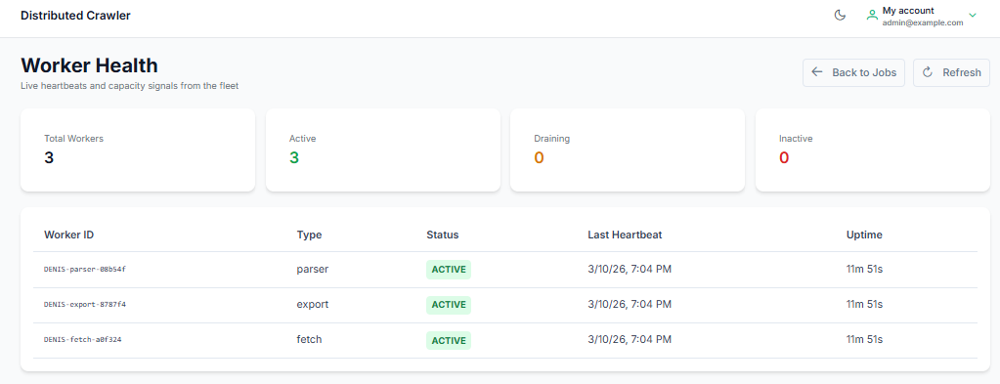 Distributed Crawler
My account
admin@example.com
Worker Health
Live heartbeats and capacity signals from the fleet
Back to Jobs
Refresh
Total Workers
3
Active
3
Draining
0
Inactive
0
Worker ID Type Status Last Heartbeat Uptime
DENIS-parser-08b54f parser ACTIVE 3/10/26, 7:04 PM 11m 51s
DENIS-export-8787f4 export ACTIVE 3/10/26, 7:04 PM 11m 51s
DENIS-fetch-a0f324 fetch ACTIVE 3/10/26, 7:04 PM 11m 51s